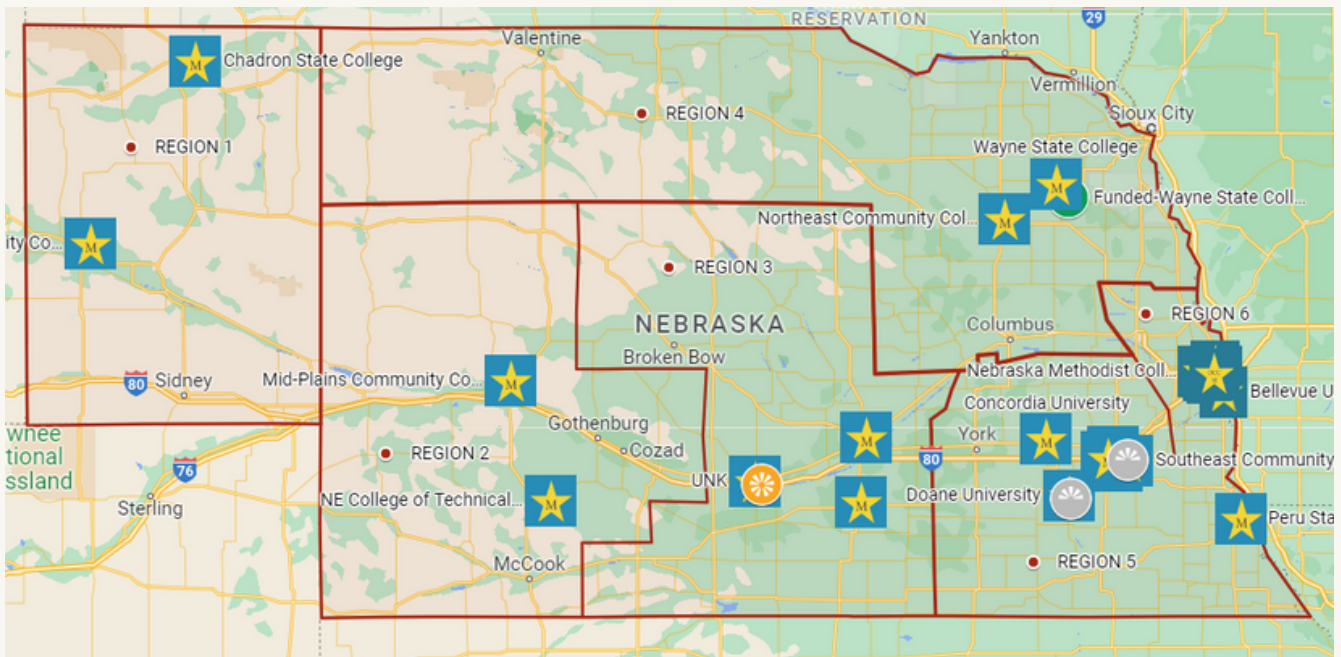 RESERVATION
29
Valentine
Yankton
Chadron State College
Vermillion
REGION 4
Sioux City
REGION 1
Wayne State College
Funded-Wayne State Coll...
Northeast Community Col...
ity Co...
REGION 3
REGION 6
NEBRASKA
Columbus
Broken Bow
Nebraska Methodist Coll...
80
Sidney
Mid-Plains Community Co...
Bellevue U
Concordia University
Gothenburg
York
wnee
tional
ssland
Cozad
REGION 2
80
Southeast Community
76
UNK
NE College of Technical...
Doane University
Sterling
Peru Sta
McCook
REGION 5
M
M
M
M
M
M
M
M
M
M
M
M